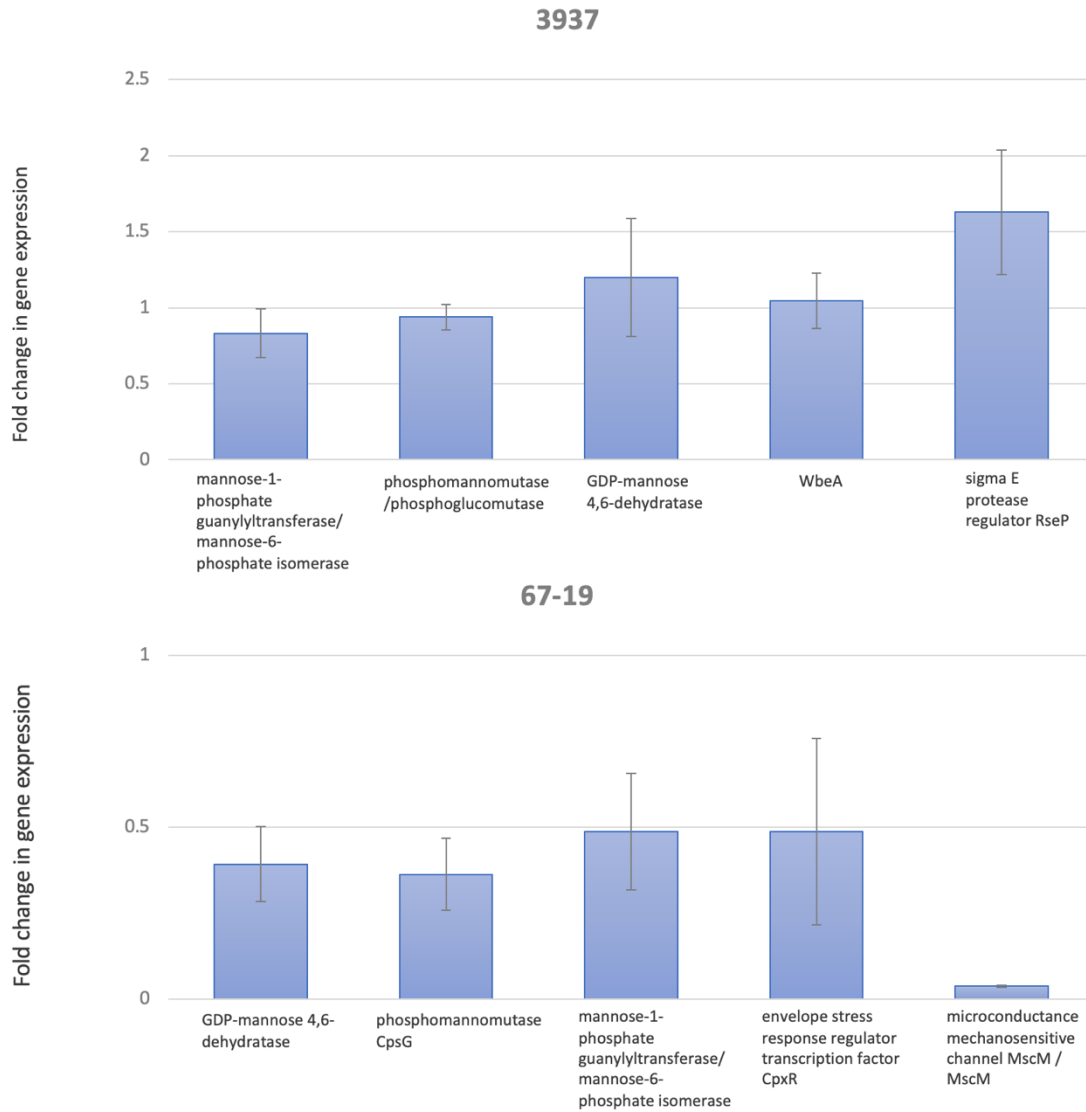 3937
Fold change in gene expression
2.5
2
1.5
1
0.5
0
mannose-1-
phosphate
guanylyltransferase/
mannose-6-
phosphate isomerase
phosphomannomutase
/phosphoglucomutase
GDP-mannose
4,6-dehydratase
WbeA
sigma E
protease
regulator RseP
67-19
Fold change in gene expression
1
0.5
0
GDP-mannose 4,6-
dehydratase
phosphomannomutase
CpsG
mannose-1-
phosphate
guanylyltransferase/
mannose-6-
phosphate isomerase
envelope stress
response regulator
transcription factor
CpxR
microconductance
mechanosensitive
channel MscM /
MscM